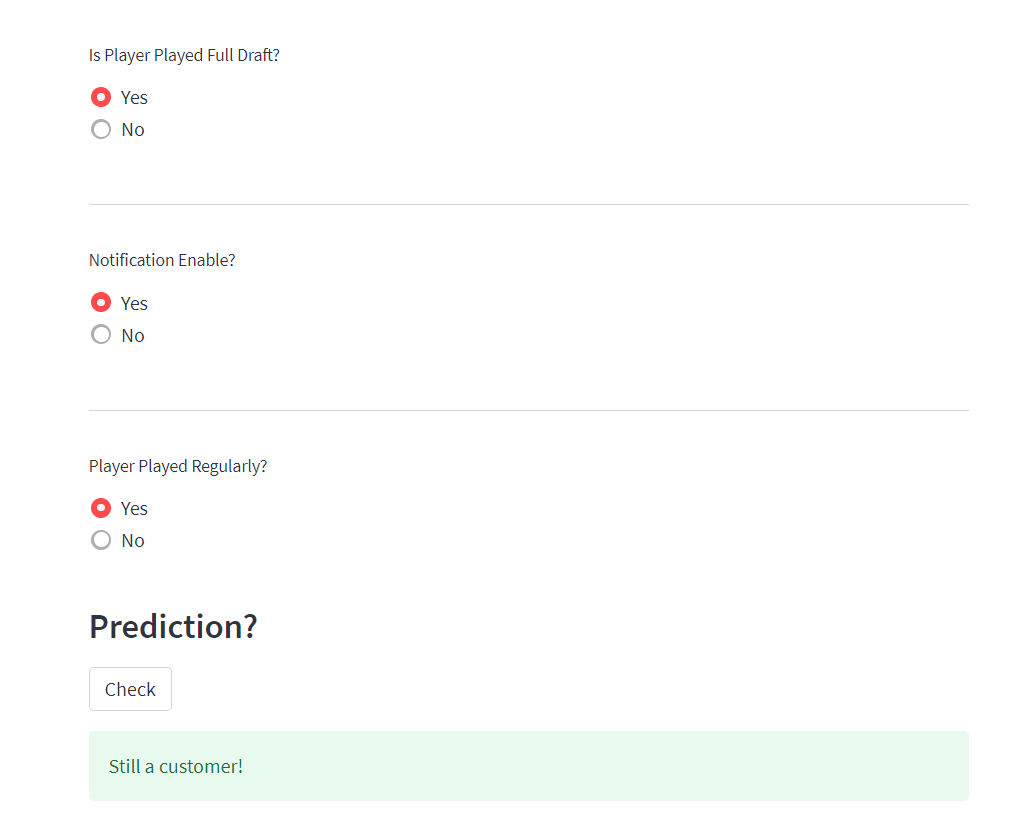 Is Player Played Full Draft?
Yes
No
Notification Enable?
Yes
No
Player Played Regularly?
Yes
No
Prediction?
Check
Still a customer!